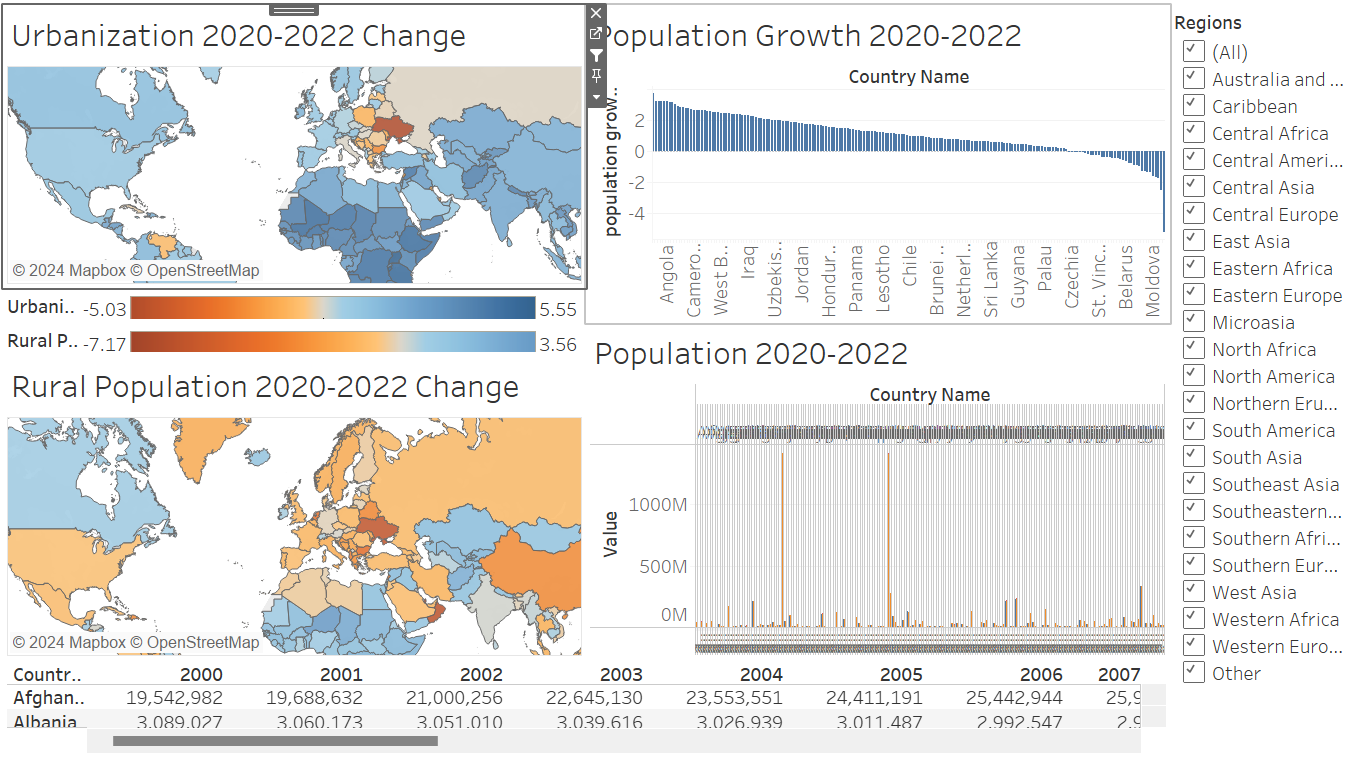 Urbanization 2020-2022 Change
© 2024 Mapbox © OpenStreetMap
Urbani.. -5.03 5.55
Rural P.. -7.17 3.56
Rural Population 2020-2022 Change
© 2024 Mapbox © OpenStreetMap
Population Growth 2020-2022
Country Name
population grow..
2
0
-2
-4
Angola
Camero..
West B..
Iraq
Uzbekis..
Jordan
Hondur..
Panama
Lesotho
Chile
Brunei ..
Netherl..
Sri Lanka
Guyana
Palau
Czechia
St. Vinc..
Belarus
Moldova
Population 2020-2022
Country Name
Value
1000M
500M
0M
Countr.. 2000 2001 2002 2003 2004 2005 2006 2007
Afghan.. 19,542,982 19,688,632 21,000,256 22,645,130 23,553,551 24,411,191 25,442,944 25,9
Albania 3.089.027 3.060.173 3.051.010 3.039.616 3.026.939 3.011.487 2.992.547 2.9
Regions
(All)
Australia and ...
Caribbean
Central Africa
Central Ameri...
Central Asia
Central Europe
East Asia
Eastern Africa
Eastern Europe
Microasia
North Africa
North America
Northern Eru...
South America
South Asia
Southeast Asia
Southeastern...
Southern Afri...
Southern Eur...
West Asia
Western Africa
Western Euro...
Other